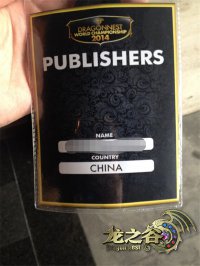 DRAGONNEST
WORLD CHAMPIONSHIP
2014
PUBLISHERS
NAME
COUNTRY
CHINA
龙之谷